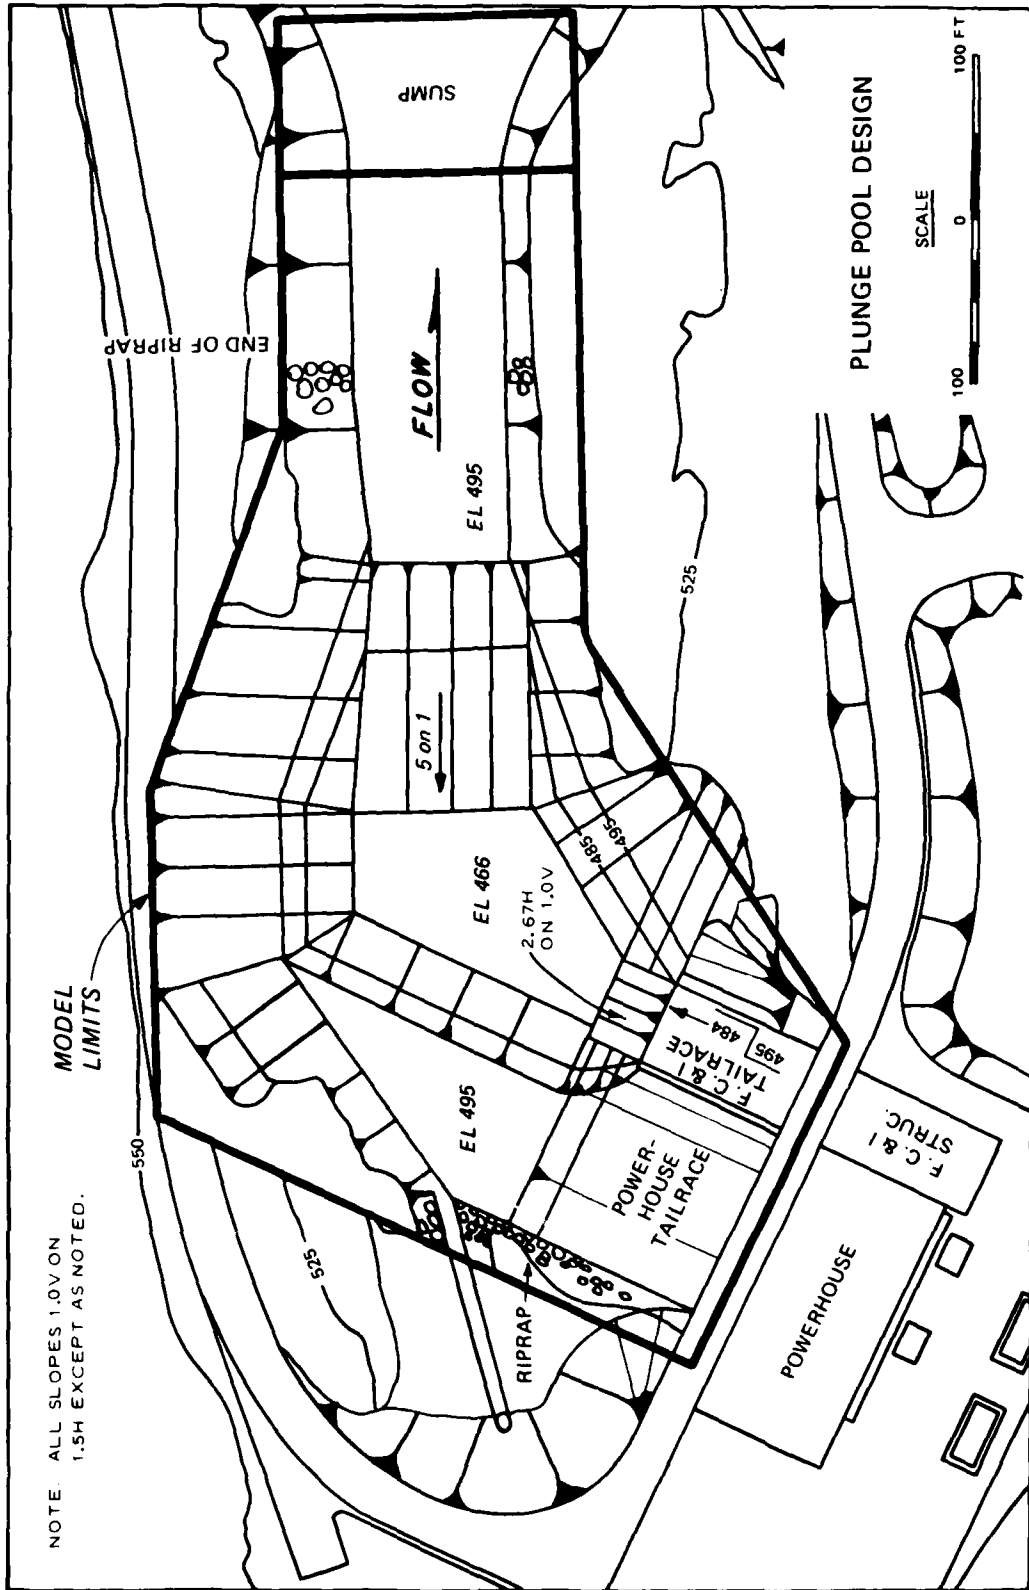 NOTE. ALL SLOPES 1.0V ON
1.5H EXCEPT AS NOTED.
MODEL
LIMITS
550
525
END OF RIPRAP
SUMP
FLOW
EL 495
5 on 1
EL 466
485
495
2.67H
ON 1.0V
525
EL 495
RIPRAP
POWER-
HOUSE
TAILRACE
F. C. & I
TAILRACE
495
484
F. C. & I
STRUC.
POWERHOUSE
PLUNGE POOL DESIGN
SCALE
100 0 100 FT